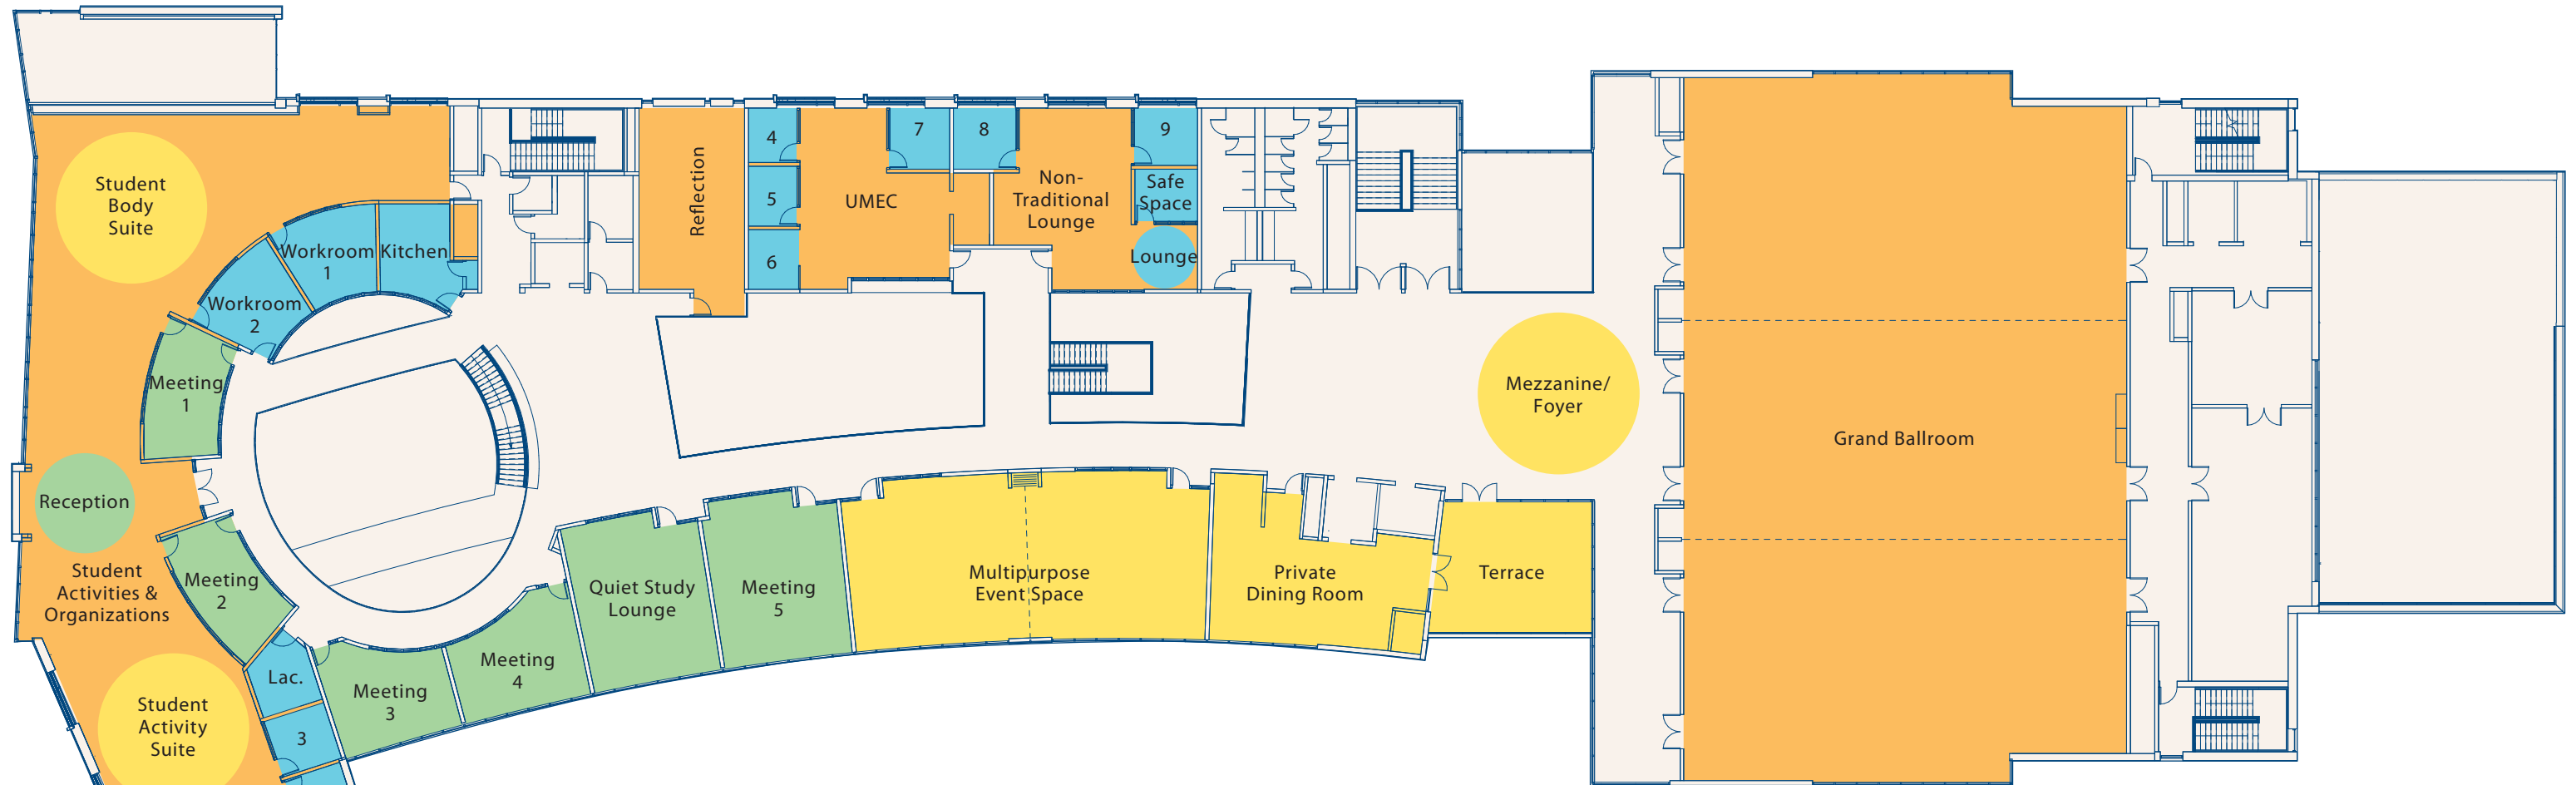 Student
Body
Suite
Workroom
1
Kitchen
Workroom
2
Meeting
1
Reception
Student
Activities &
Organizations
Meeting
2
Student
Activity
Suite
Lac.
3
Meeting
3
Meeting
4
Quiet Study
Lounge
Meeting
5
Reflection
4
5
6
UMEC
7
8
Non-
Traditional
Lounge
9
Safe
Space
Lounge
Multipurpose
Event Space
Private
Dining Room
Terrace
Mezzanine/
Foyer
Grand Ballroom